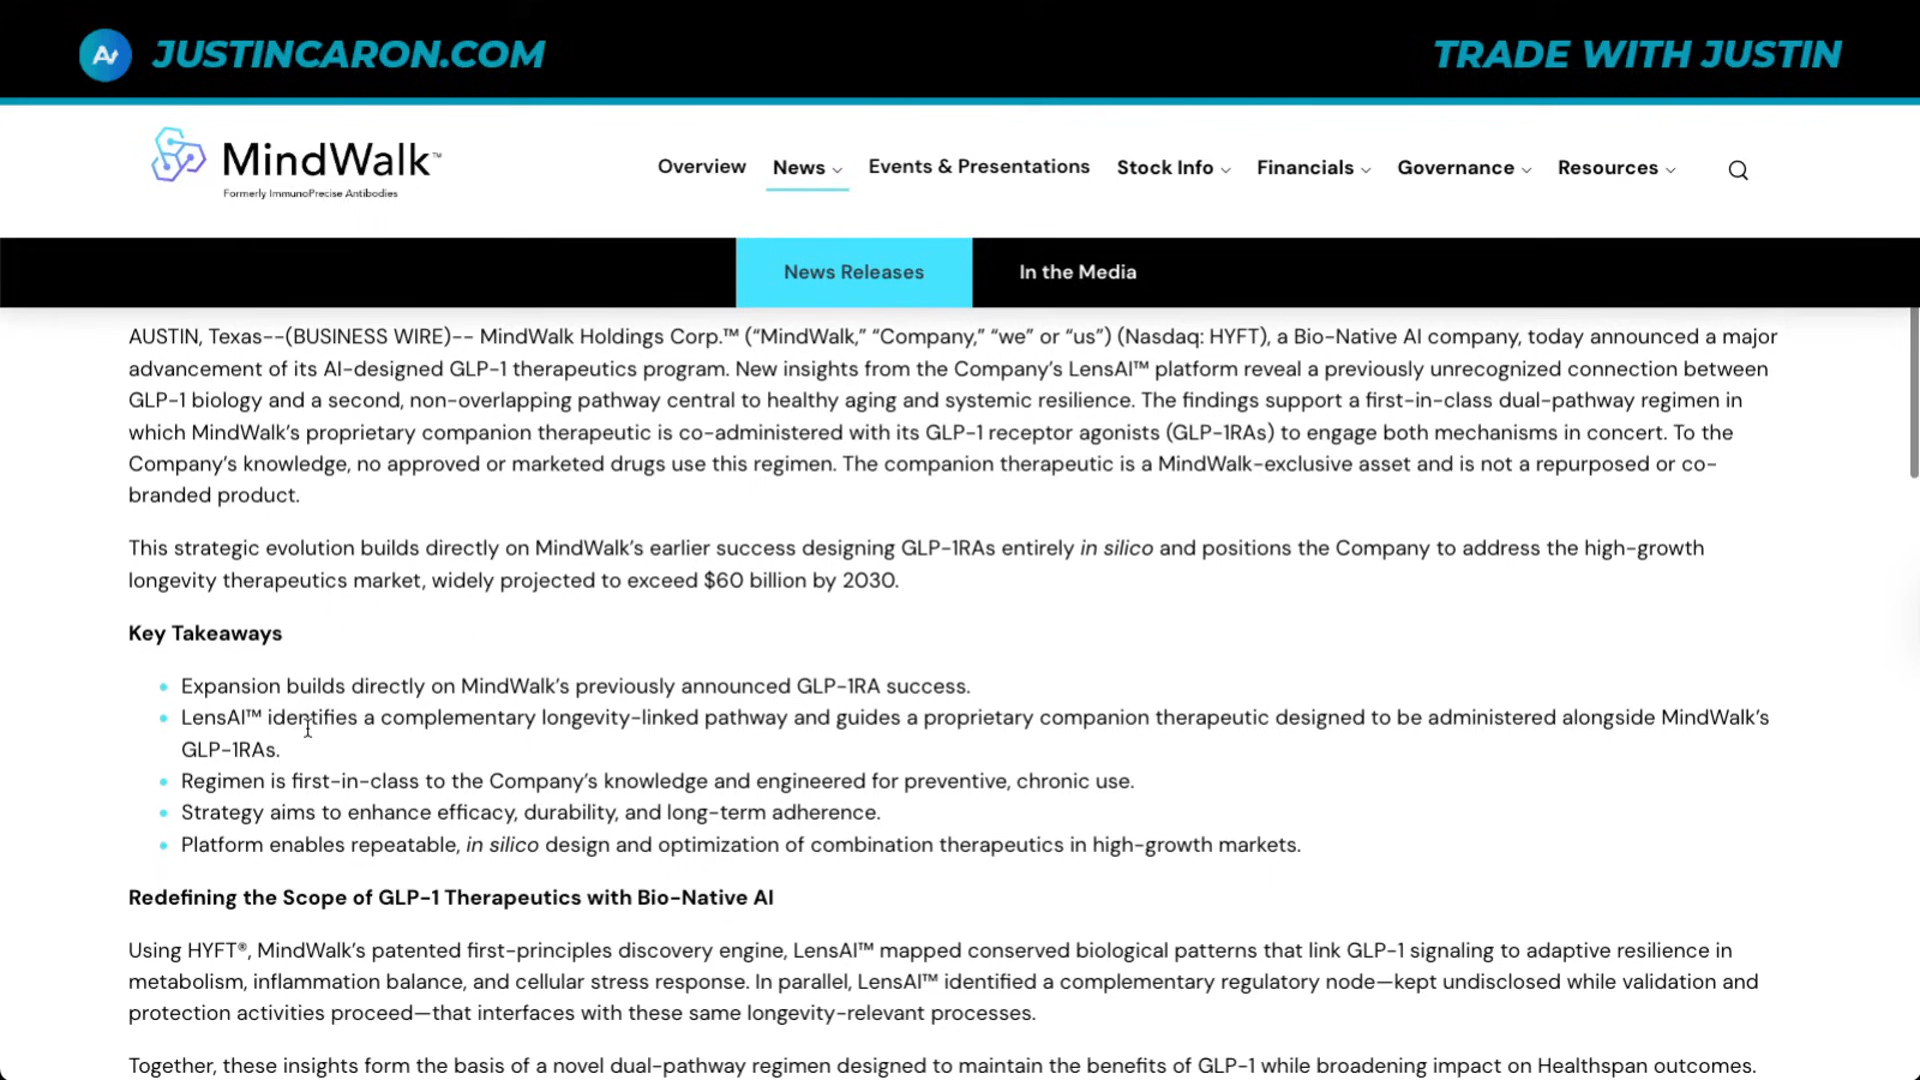 JUSTINCARON.COM
TRADE WITH JUSTIN
MindWalk™
Formerly ImmunoPrecise Antibodies
Overview
News
Events & Presentations
Stock Info
Financials
Governance
Resources
News Releases
In the Media
AUSTIN, Texas--(BUSINESS WIRE)-- MindWalk Holdings Corp.™ (“MindWalk,” “Company,” “we” or “us”) (Nasdaq: HYFT), a Bio-Native AI company, today announced a major
advancement of its AI-designed GLP-1 therapeutics program. New insights from the Company’s LensAI™ platform reveal a previously unrecognized connection between
GLP-1 biology and a second, non-overlapping pathway central to healthy aging and systemic resilience. The findings support a first-in-class dual-pathway regimen in
which MindWalk’s proprietary companion therapeutic is co-administered with its GLP-1 receptor agonists (GLP-1RAs) to engage both mechanisms in concert. To the
Company’s knowledge, no approved or marketed drugs use this regimen. The companion therapeutic is a MindWalk-exclusive asset and is not a repurposed or co-
branded product.
This strategic evolution builds directly on MindWalk’s earlier success designing GLP-1RAs entirely in silico and positions the Company to address the high-growth
longevity therapeutics market, widely projected to exceed $60 billion by 2030.
Key Takeaways
Expansion builds directly on MindWalk’s previously announced GLP-1RA success.
LensAI™ identifies a complementary longevity-linked pathway and guides a proprietary companion therapeutic designed to be administered alongside MindWalk’s
GLP-1RAs.
Regimen is first-in-class to the Company’s knowledge and engineered for preventive, chronic use.
Strategy aims to enhance efficacy, durability, and long-term adherence.
Platform enables repeatable, in silico design and optimization of combination therapeutics in high-growth markets.
Redefining the Scope of GLP-1 Therapeutics with Bio-Native AI
Using HYFT®, MindWalk’s patented first-principles discovery engine, LensAI™ mapped conserved biological patterns that link GLP-1 signaling to adaptive resilience in
metabolism, inflammation balance, and cellular stress response. In parallel, LensAI™ identified a complementary regulatory node—kept undisclosed while validation and
protection activities proceed—that interfaces with these same longevity-relevant processes.
Together, these insights form the basis of a novel dual-pathway regimen designed to maintain the benefits of GLP-1 while broadening impact on Healthspan outcomes.